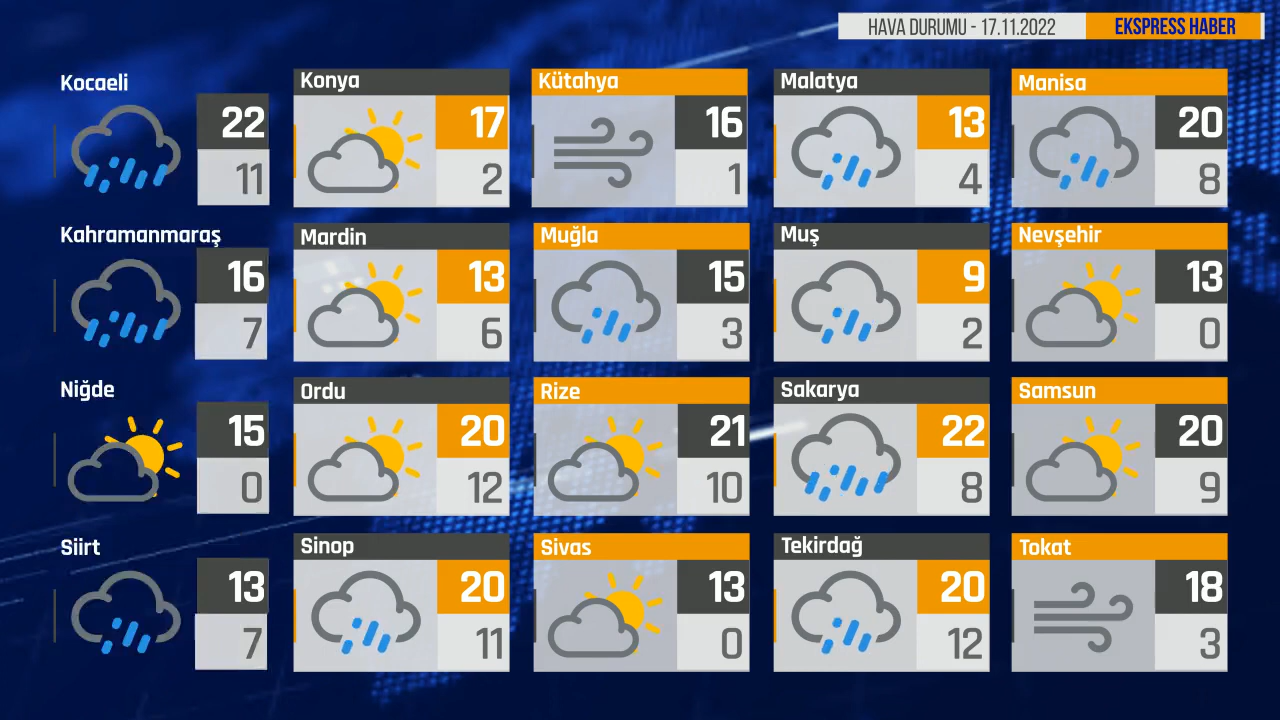 HAVA DURUMU - 17.11.2022
EKSPRESS HABER
Kocaeli
22
11
Konya
17
2
Kütahya
16
1
Malatya
13
4
Manisa
20
8
Kahramanmaraş
16
7
Mardin
13
6
Muğla
15
3
Muş
9
2
Nevşehir
13
0
Niğde
15
0
Ordu
20
12
Rize
21
10
Sakarya
22
8
Samsun
20
9
Siirt
13
7
Sinop
20
11
Sivas
13
0
Tekirdağ
20
12
Tokat
18
3